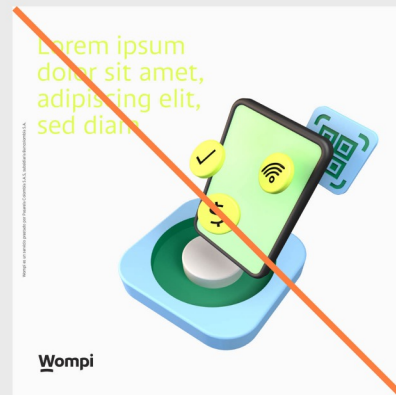 Lorem ipsum
dolor sit amet,
adipiscing elit,
sed diam
Wompi